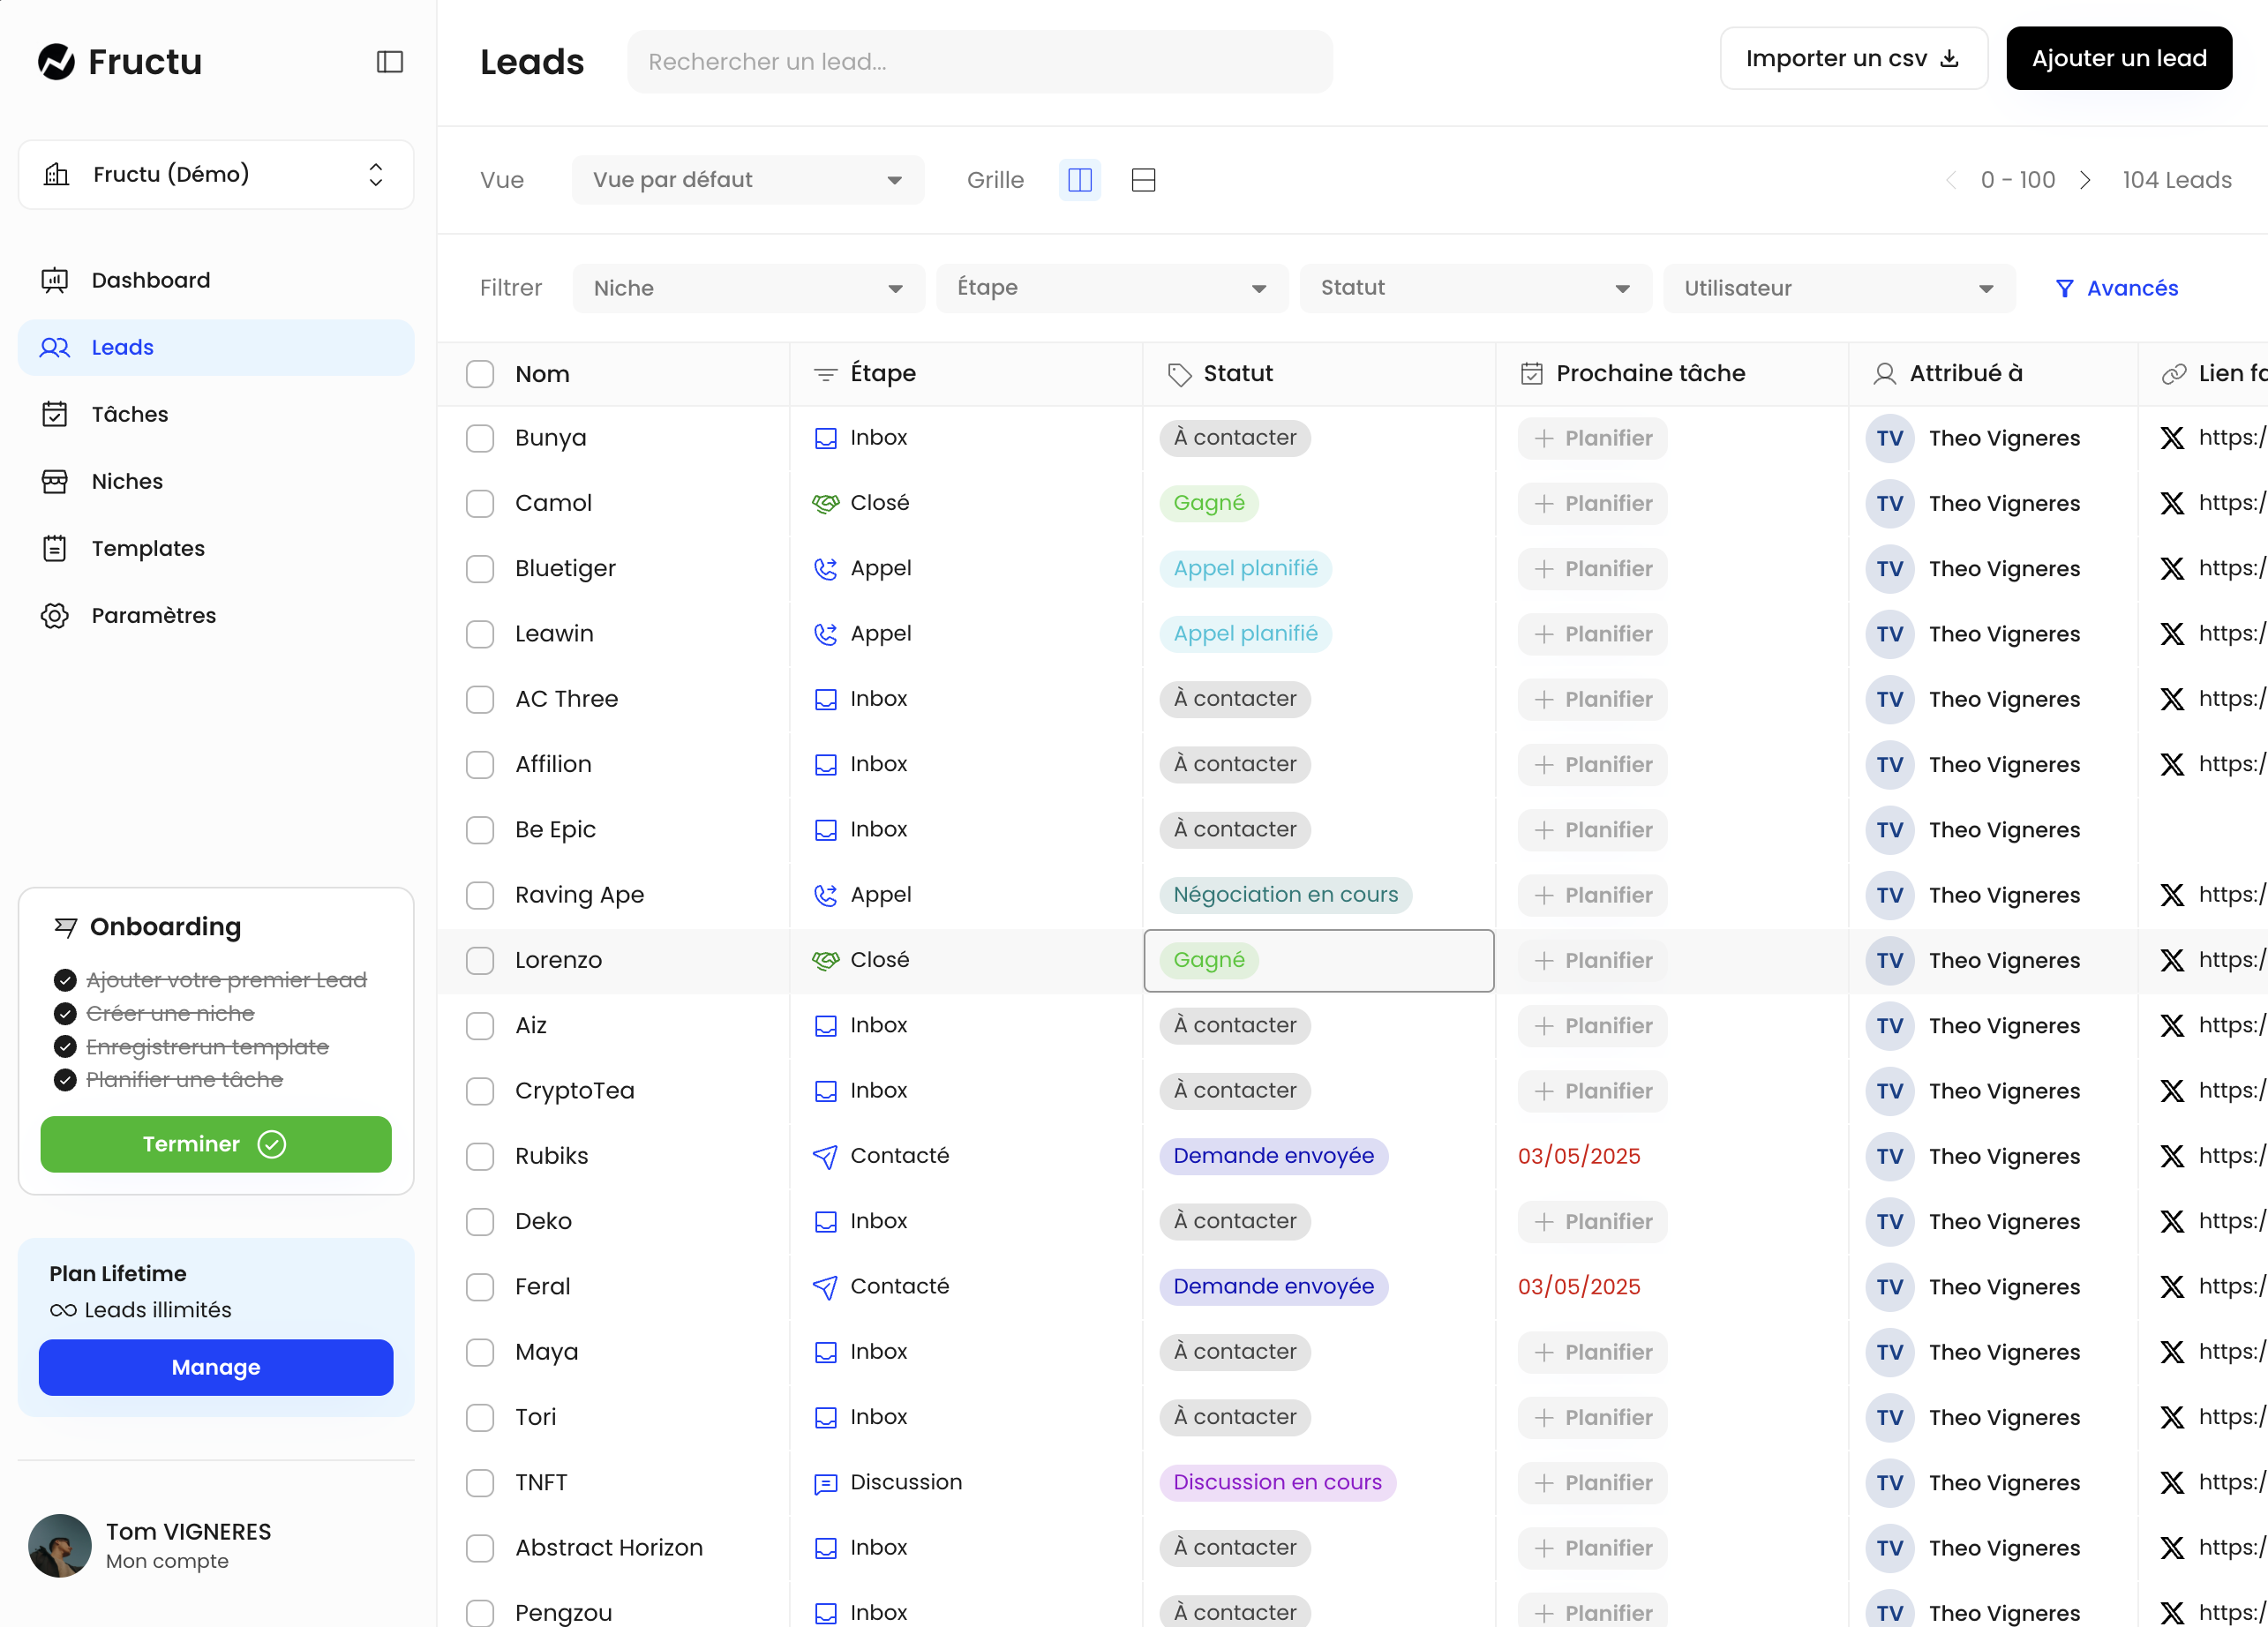 Fructu
Fructu (Démo)
Dashboard
Leads
Tâches
Niches
Templates
Paramètres
Onboarding
Ajouter votre premier Lead
Créer une niche
Enregistrerun template
Planifier une tâche
Terminer
Plan Lifetime
Leads illimités
Manage
Tom VIGNERES
Mon compte
Leads
Rechercher un lead...
Importer un csv
Ajouter un lead
Vue Vue par défaut Grille 0 - 100 104 Leads
Filtrer Niche Étape Statut Utilisateur Avancés
Nom Étape Statut Prochaine tâche Attribué à Lien fa
Bunya Inbox À contacter Planifier TV Theo Vigneres https:/
Camol Closé Gagné Planifier TV Theo Vigneres https:/
Bluetiger Appel Appel planifié Planifier TV Theo Vigneres https:/
Leawin Appel Appel planifié Planifier TV Theo Vigneres https:/
AC Three Inbox À contacter Planifier TV Theo Vigneres https:/
Affilion Inbox À contacter Planifier TV Theo Vigneres https:/
Be Epic Inbox À contacter Planifier TV Theo Vigneres
Raving Ape Appel Négociation en cours Planifier TV Theo Vigneres https:/
Lorenzo Closé Gagné Planifier TV Theo Vigneres https:/
Aiz Inbox À contacter Planifier TV Theo Vigneres https:/
CryptoTea Inbox À contacter Planifier TV Theo Vigneres https:/
Rubiks Contacté Demande envoyée 03/05/2025 TV Theo Vigneres https:/
Deko Inbox À contacter Planifier TV Theo Vigneres https:/
Feral Contacté Demande envoyée 03/05/2025 TV Theo Vigneres https:/
Maya Inbox À contacter Planifier TV Theo Vigneres https:/
Tori Inbox À contacter Planifier TV Theo Vigneres https:/
TNFT Discussion Discussion en cours Planifier TV Theo Vigneres https:/
Abstract Horizon Inbox À contacter Planifier TV Theo Vigneres https:/
Pengzou Inbox À contacter Planifier TV Theo Vigneres https:/